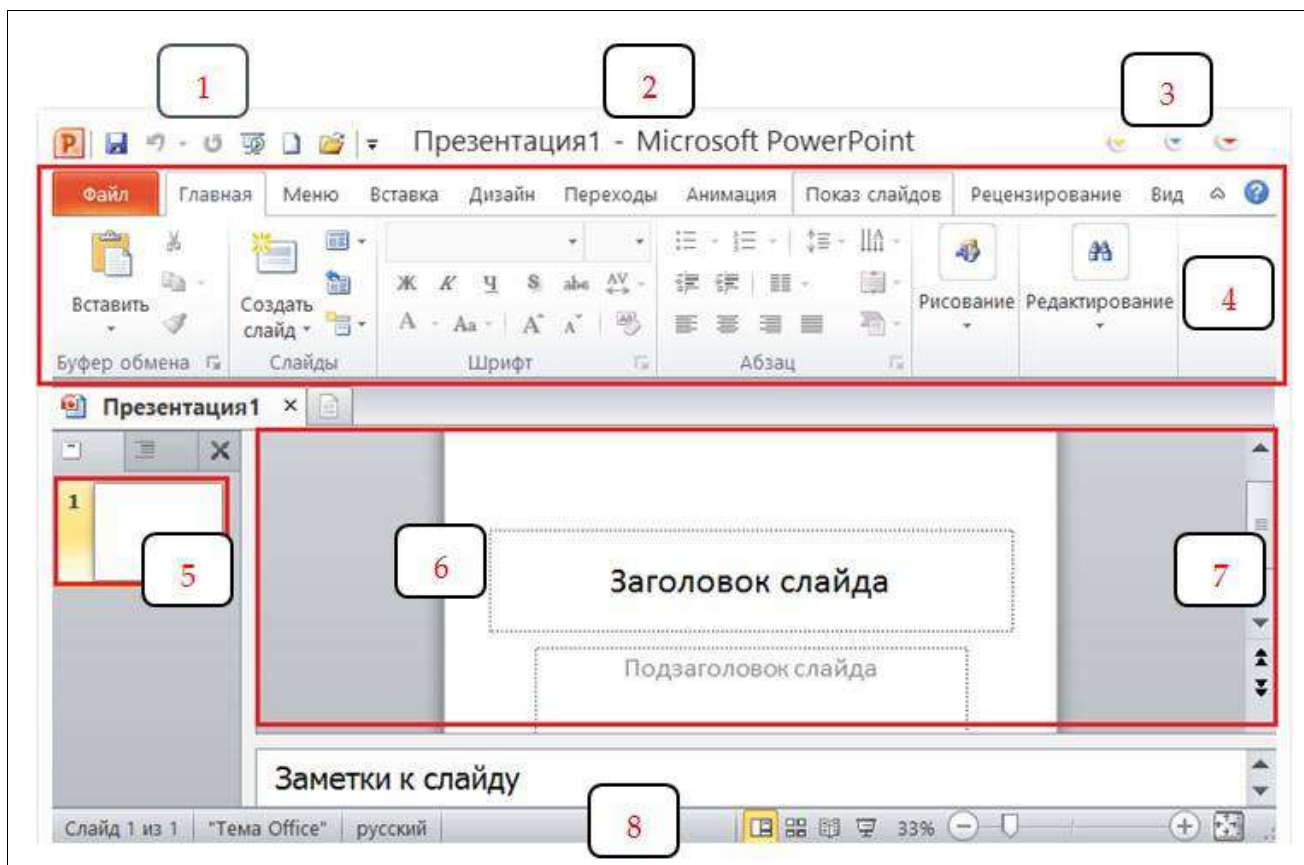 1
2
3
Презентация1 - Microsoft PowerPoint
Файл Главная Меню Вставка Дизайн Переходы Анимация Показ слайдов Рецензирование Вид
Вставить
Создать слайд
Ж К Ч S abc AV
А Aa A A
Рисование Редактирование
4
Буфер обмена Слайды Шрифт Абзац
Презентация1
1
5
6
Заголовок слайда
7
Подзаголовок слайда
Заметки к слайду
8
Слайд 1 из 1 "Тема Office" русский 33%